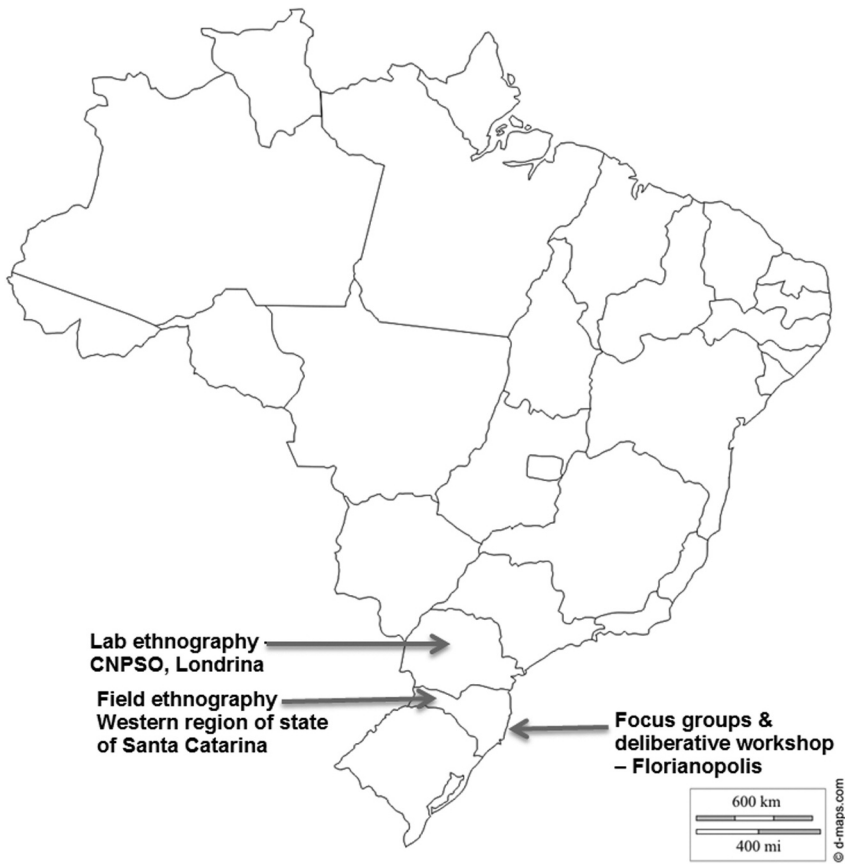 Lab ethnography
CNPSO, Londrina
Field ethnography
Western region of state
of Santa Catarina
Focus groups &
deliberative workshop
– Florianopolis
600 km
400 mi
© d-maps.com